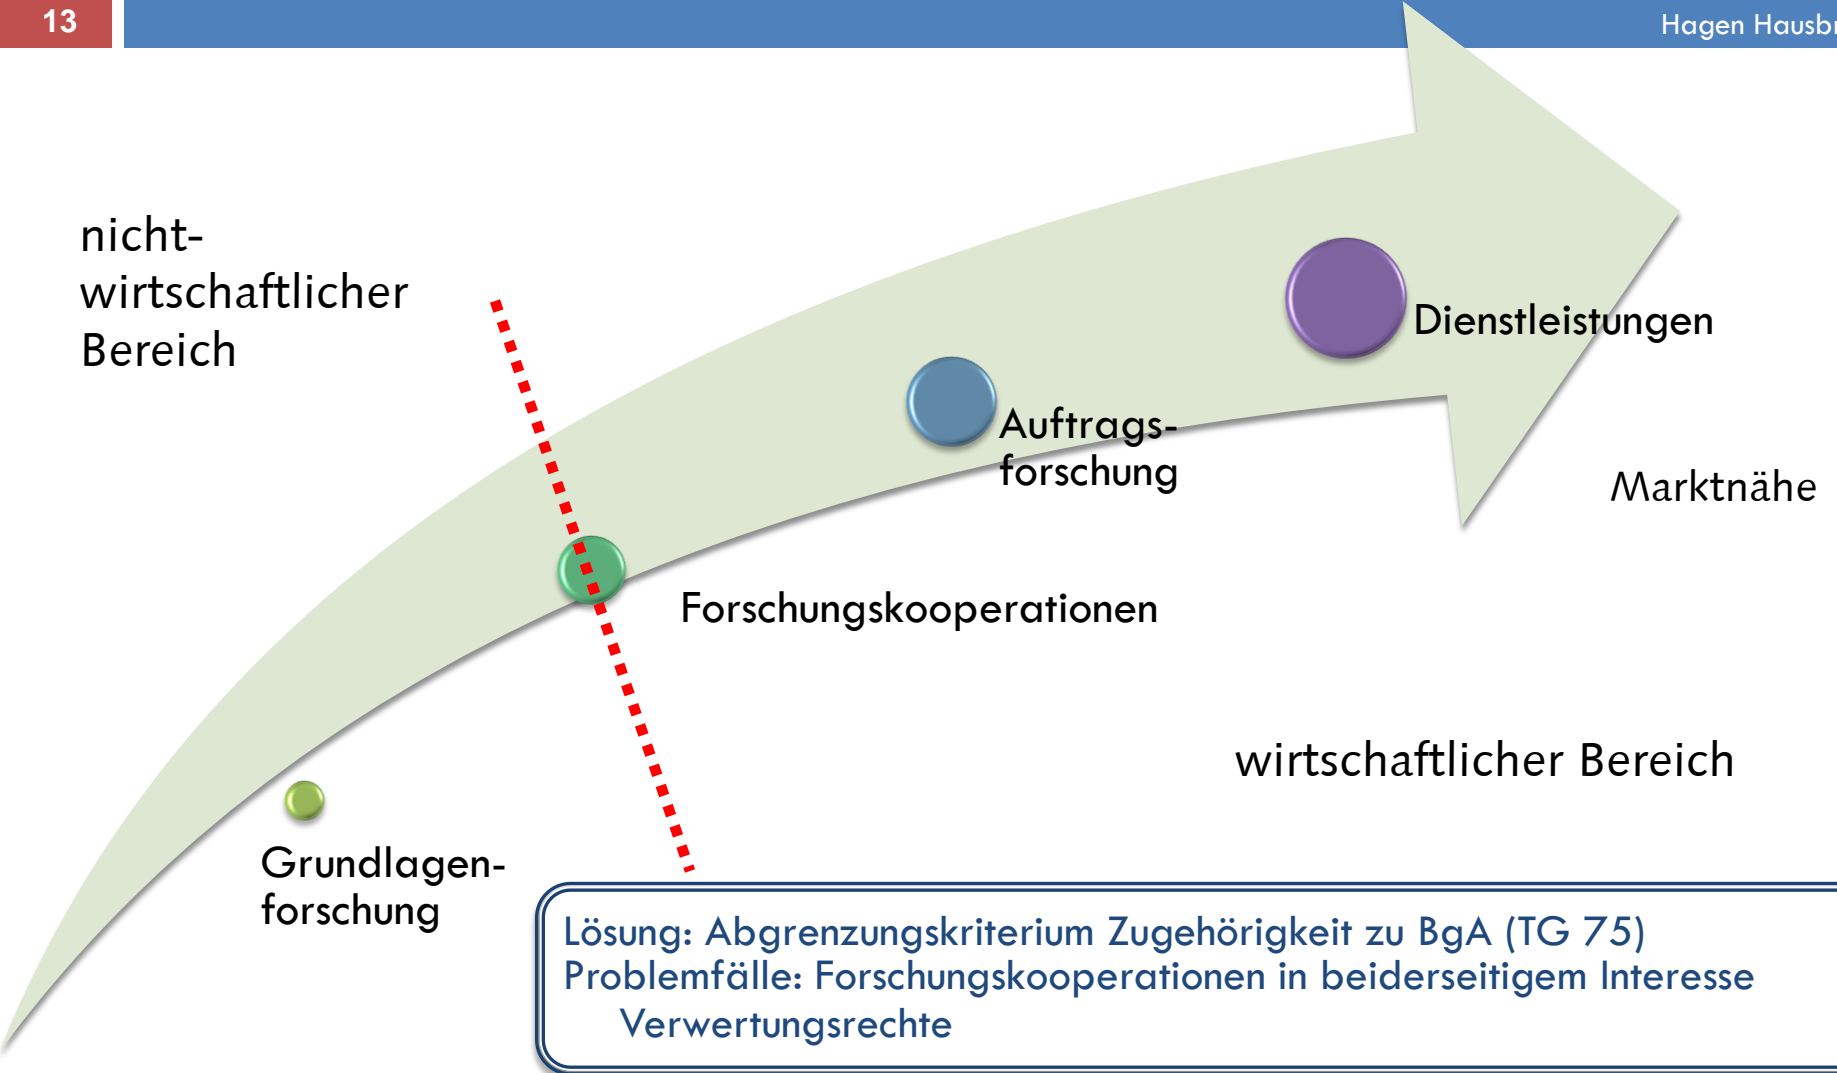 13
Hagen Hausbr
nicht-
wirtschaftlicher
Bereich
Dienstleistungen
Auftrags-
forschung
Marktnähe
Forschungskooperationen
wirtschaftlicher Bereich
Grundlagen-
forschung
Lösung: Abgrenzungskriterium Zugehörigkeit zu BgA (TG 75)
Problemfälle: Forschungskooperationen in beiderseitigem Interesse
Verwertungsrechte